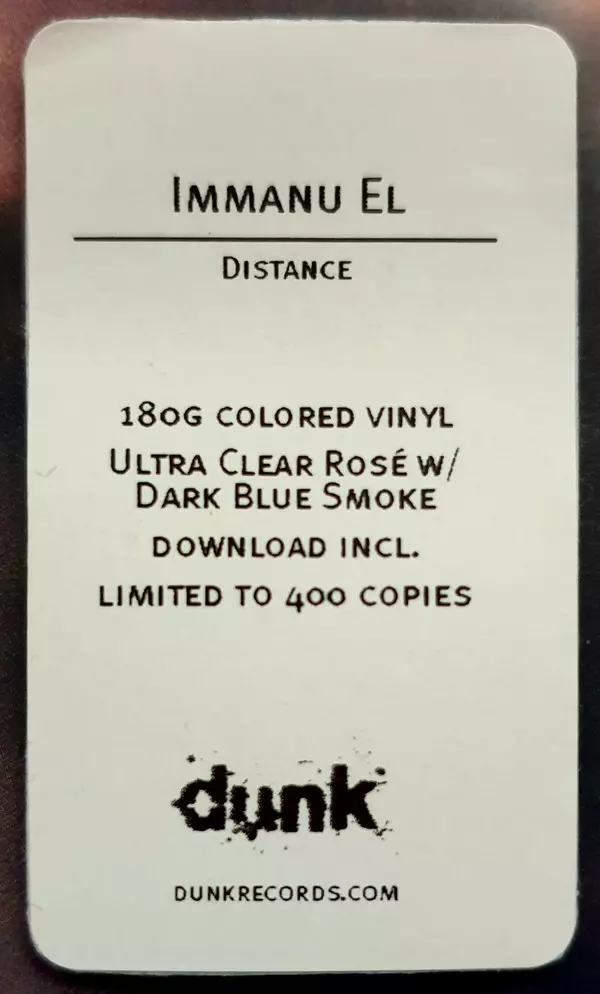 Immanu El
Distance
180g colored vinyl
Ultra Clear Rosé w/
Dark Blue Smoke
download incl.
limited to 400 copies
dunk
dunkrecords.com